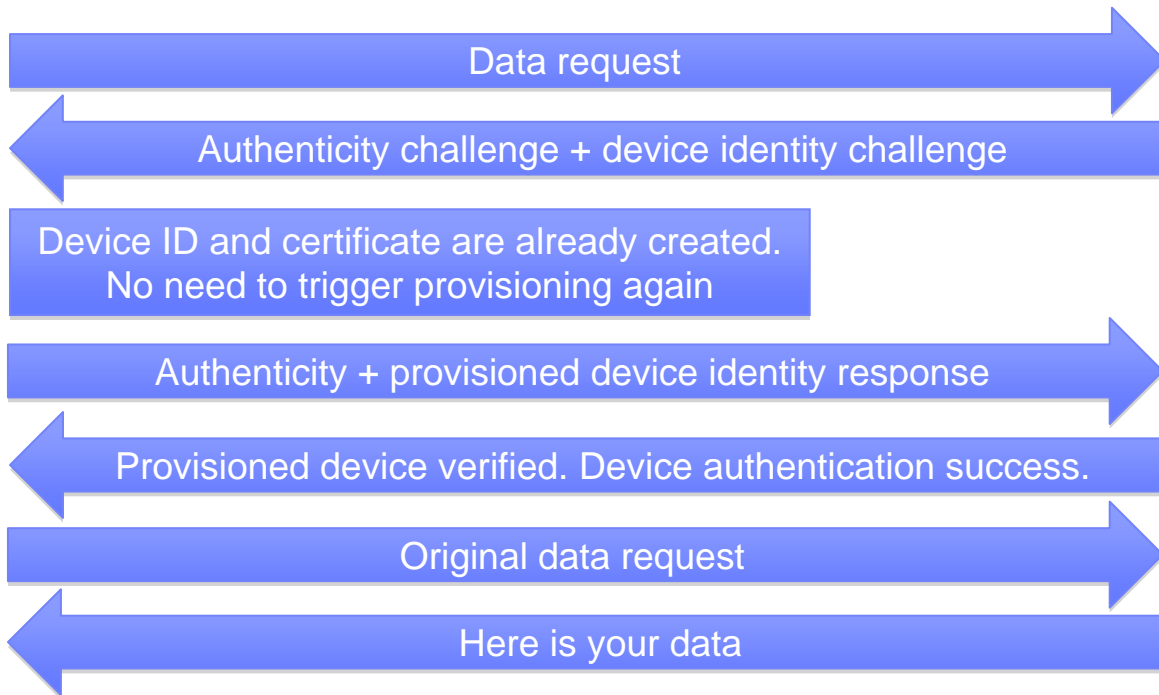 Data request
Authenticity challenge + device identity challenge
Device ID and certificate are already created.
No need to trigger provisioning again
Authenticity + provisioned device identity response
Provisioned device verified. Device authentication success.
Original data request
Here is your data